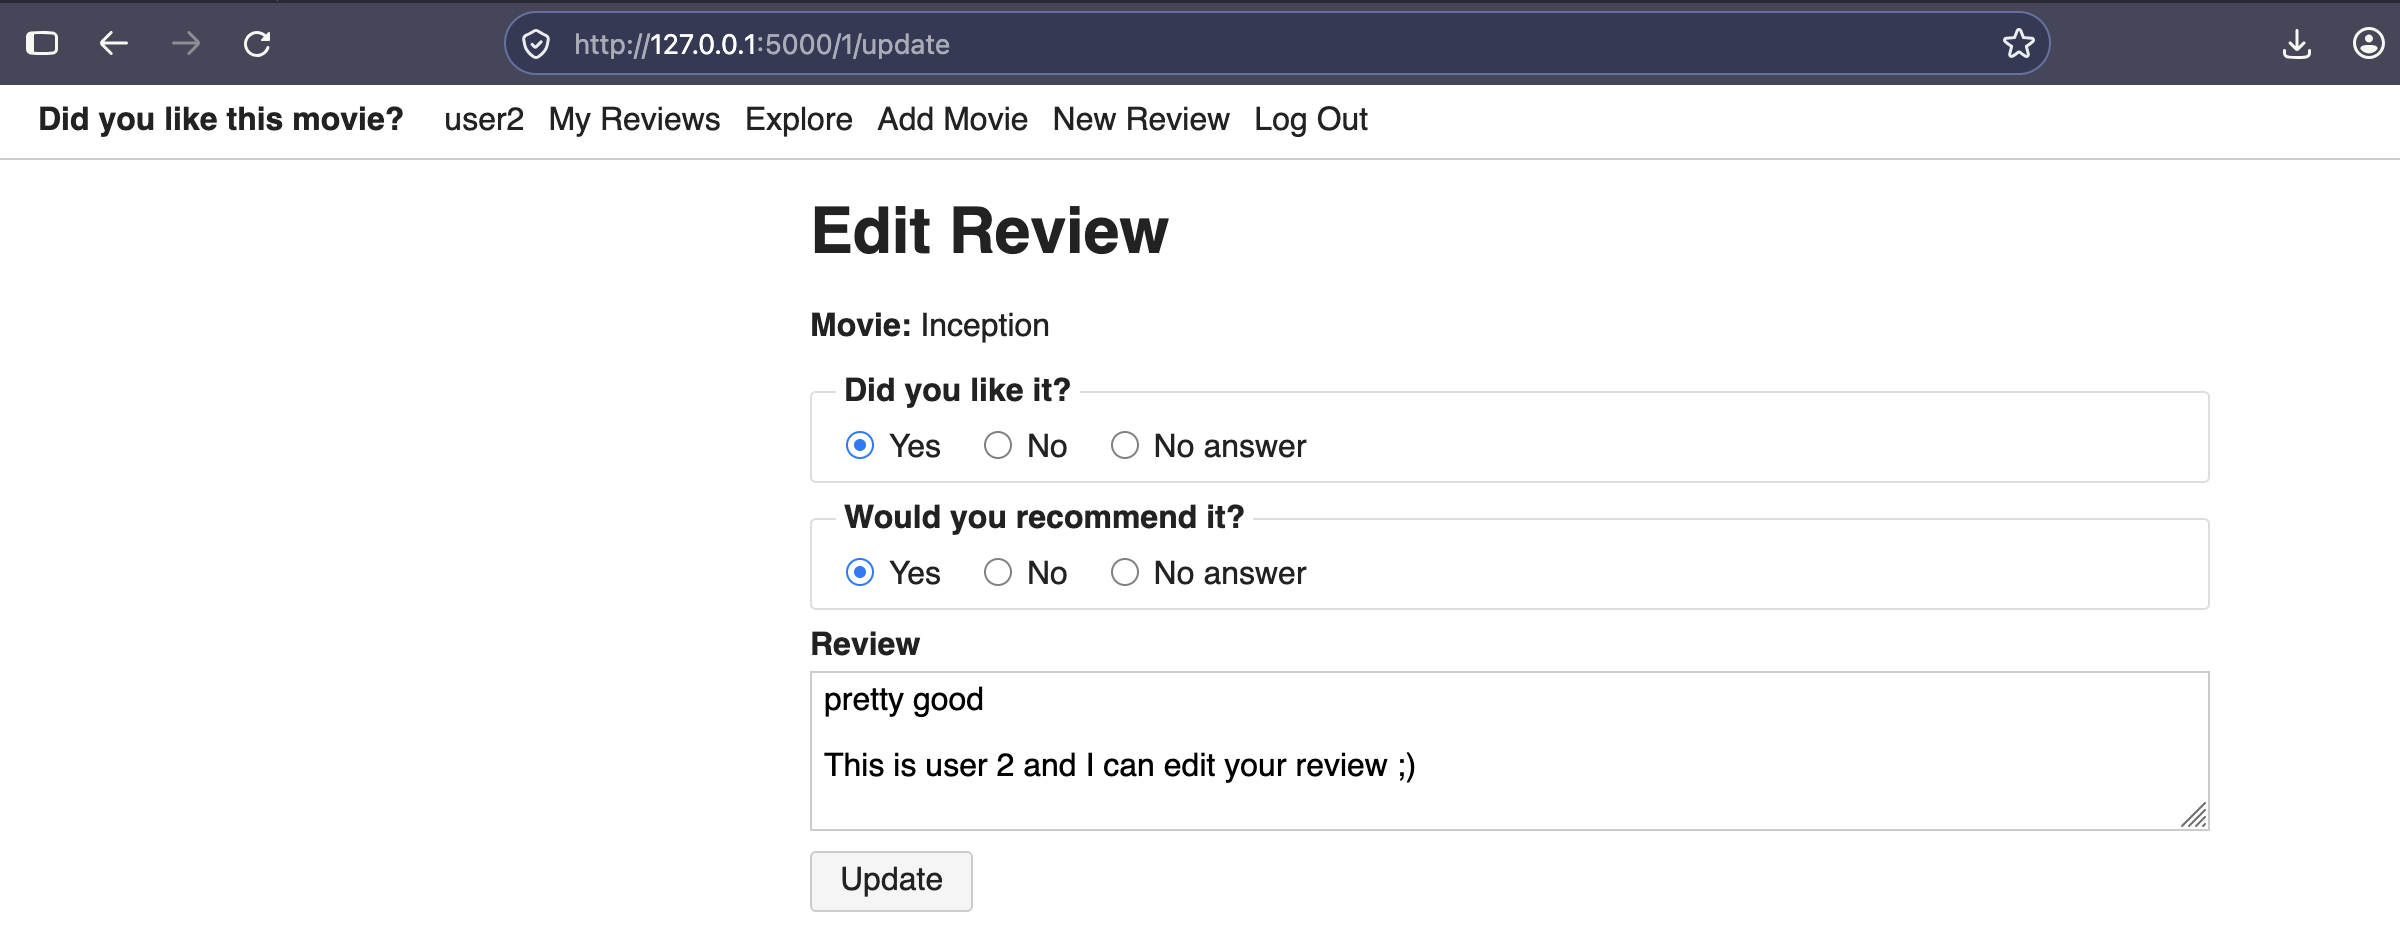 http://127.0.0.1:5000/1/update
Did you like this movie? user2 My Reviews Explore Add Movie New Review Log Out
Edit Review
Movie: Inception
Did you like it?
Yes No No answer
Would you recommend it?
Yes No No answer
Review
pretty good
This is user 2 and I can edit your review ;)
Update